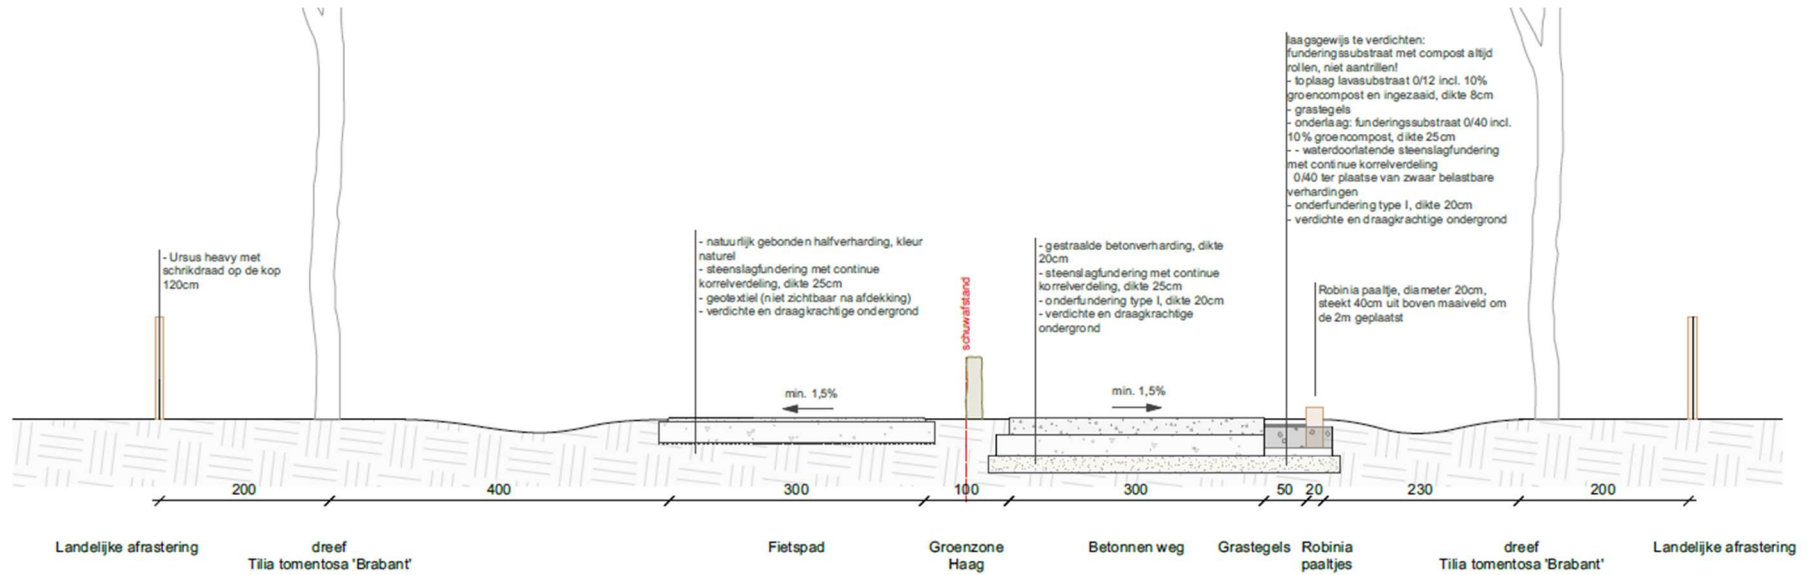 - Ursus heavy met
schrikdraad op de kop
120cm
- natuurlijk gebonden halfverharding, kleur
naturel
- steenslagfundering met continue
korrelverdeling, dikte 25cm
- geotextiel (niet zichtbaar na afdekking)
- verdichte en draagkrachtige ondergrond
schuwafstand
- gestraalde betonverharding, dikte
20cm
- steenslagfundering met continue
korrelverdeling, dikte 25cm
- onderfundering type I, dikte 20cm
- verdichte en draagkrachtige
ondergrond
laagsgewijs te verdichten:
funderingssubstraat met compost altijd
rollen, niet aantrillen!
- toplaag lavasubstraat 0/12 incl. 10%
groencompost en ingezaaid, dikte 8cm
- grastegels
- onderlaag: funderingssubstraat 0/40 incl.
10% groencompost, dikte 25cm
- - waterdoorlatende steenslagfundering
met continue korrelverdeling
0/40 ter plaatse van zwaar belastbare
verhardingen
- onderfundering type I, dikte 20cm
- verdichte en draagkrachtige ondergrond
Robinia paaltje, diameter 20cm,
steekt 40cm uit boven maaiveld om
de 2m geplaatst
min. 1,5%
min. 1,5%
200 400 300 100 300 50 20 230 200
Landelijke afrastering
dreef
Tilia tomentosa 'Brabant'
Fietspad
Groenzone
Haag
Betonnen weg
Grastegels
Robinia
paaltjes
dreef
Tilia tomentosa 'Brabant'
Landelijke afrastering